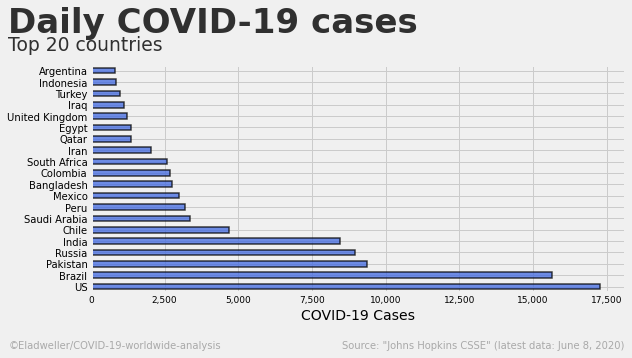 Daily COVID-19 cases
Top 20 countries
Argentina
Indonesia
Turkey
Iraq
United Kingdom
Egypt
Qatar
Iran
South Africa
Colombia
Bangladesh
Mexico
Peru
Saudi Arabia
Chile
India
Russia
Pakistan
Brazil
US
0 2,500 5,000 7,500 10,000 12,500 15,000 17,500
COVID-19 Cases
©Eladweller/COVID-19-worldwide-analysis Source: "Johns Hopkins CSSE" (latest data: June 8, 2020)